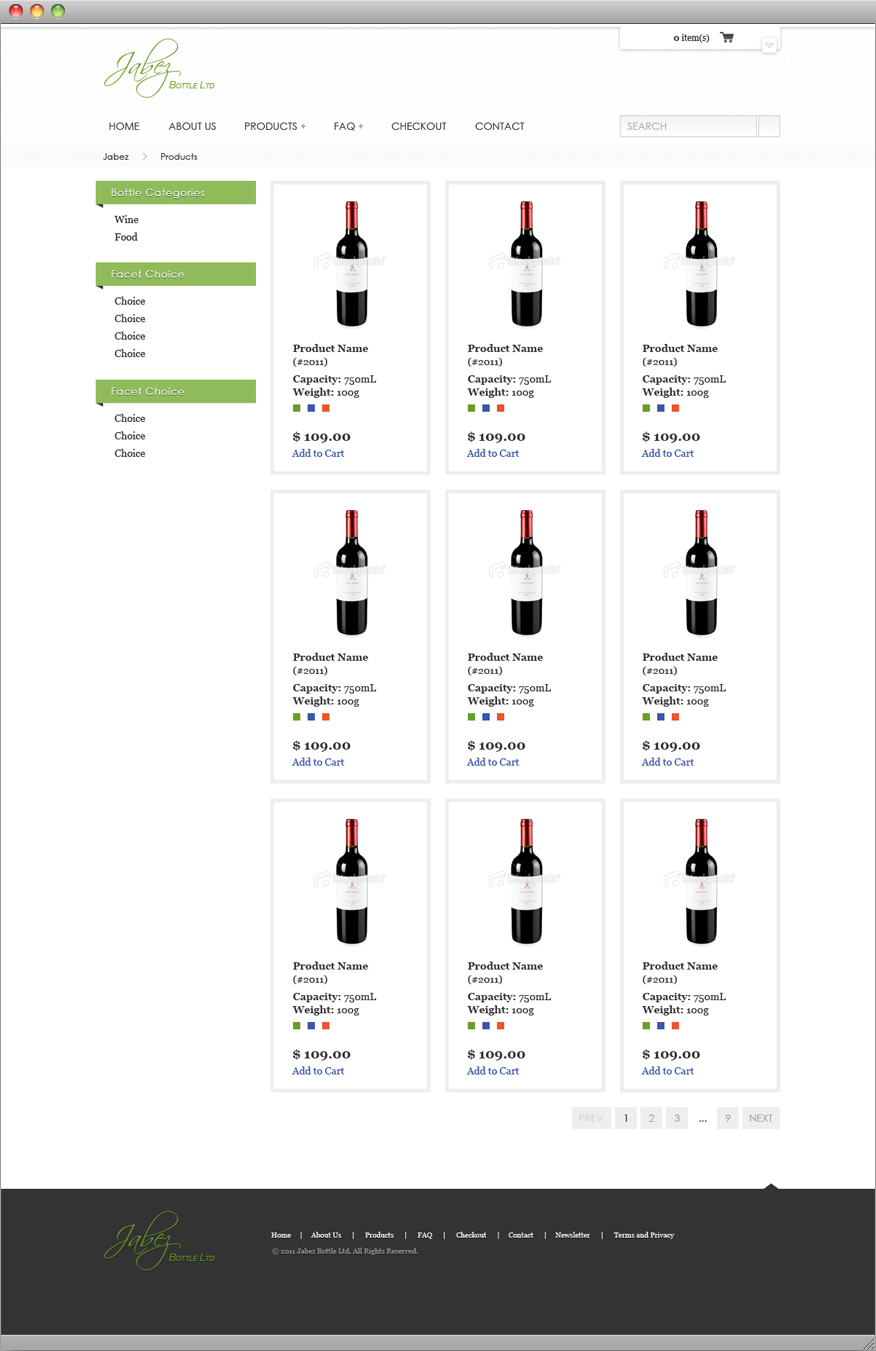 0 item(s)
Jabez
BOTTLE LTD
HOME ABOUT US PRODUCTS + FAQ + CHECKOUT CONTACT SEARCH
Jabez Products
Bottle Categories
Wine
Food
Facet Choice
Choice
Choice
Choice
Choice
Facet Choice
Choice
Choice
Choice
Product Name Product Name Product Name
(#2011) (#2011) (#2011)
Capacity: 750mL Capacity: 750mL Capacity: 750mL
Weight: 100g Weight: 100g Weight: 100g
$ 109.00 $ 109.00 $ 109.00
Add to Cart Add to Cart Add to Cart
Product Name Product Name Product Name
(#2011) (#2011) (#2011)
Capacity: 750mL Capacity: 750mL Capacity: 750mL
Weight: 100g Weight: 100g Weight: 100g
$ 109.00 $ 109.00 $ 109.00
Add to Cart Add to Cart Add to Cart
Product Name Product Name Product Name
(#2011) (#2011) (#2011)
Capacity: 750mL Capacity: 750mL Capacity: 750mL
Weight: 100g Weight: 100g Weight: 100g
$ 109.00 $ 109.00 $ 109.00
Add to Cart Add to Cart Add to Cart
PREV 1 2 3 ... 9 NEXT
Jabez
BOTTLE LTD
Home | About Us | Products | FAQ | Checkout | Contact | Newsletter | Terms and Privacy
© 2011 Jabez Bottle Ltd. All Rights Reserved.